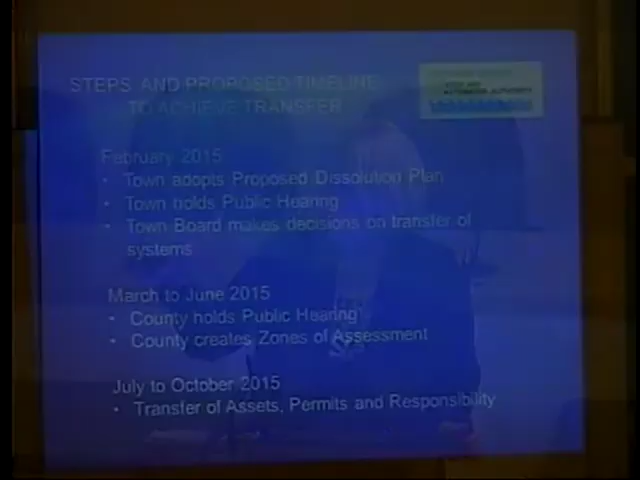 STEPS AND PROPOSED TIMELINE
TO ACHIEVE TRANSFER
February 2015
• Town adopts Proposed Dissolution Plan
• Town holds Public Hearing
• Town Board makes decisions on transfer of
systems
March to June 2015
• County holds Public Hearing
• County creates Zones of Assessment
July to October 2015
• Transfer of Assets, Permits and Responsibility